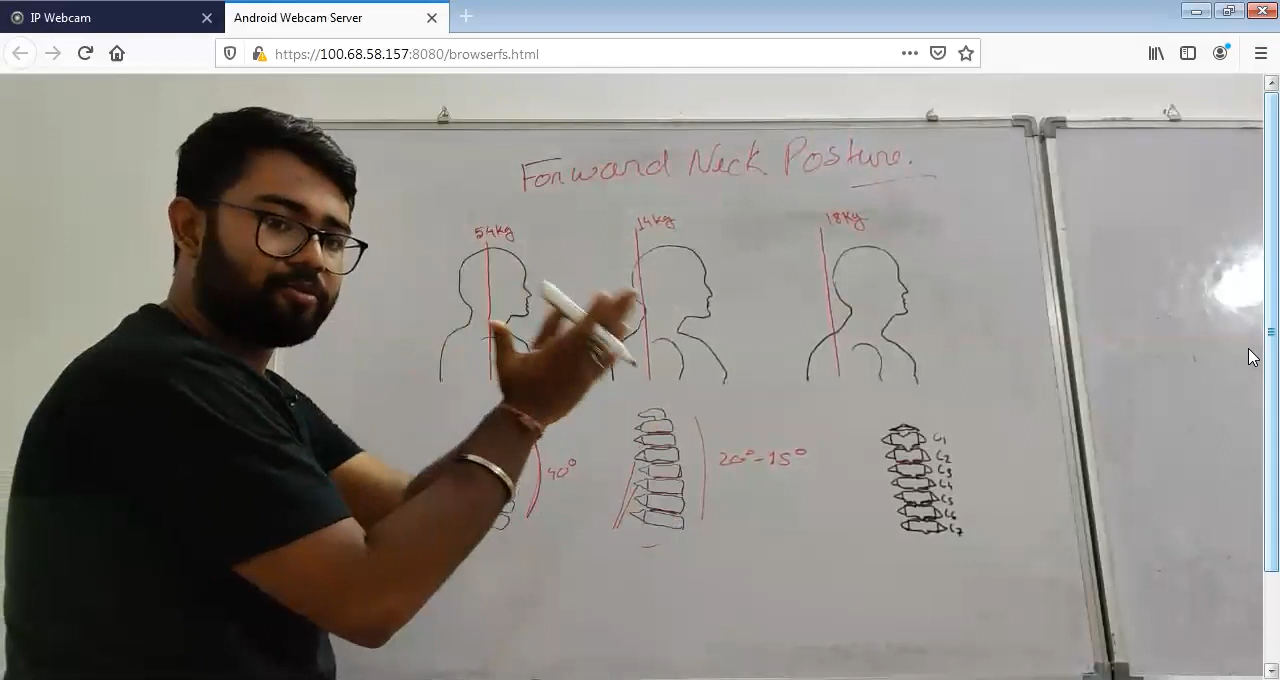 IP Webcam
Android Webcam Server
https://100.68.58.157:8080/browserfs.html
Forward Neck Posture.
54kg
14kg
18kg
40°
20°-15°
C1
C2
C3
C4
C5
C6
C7